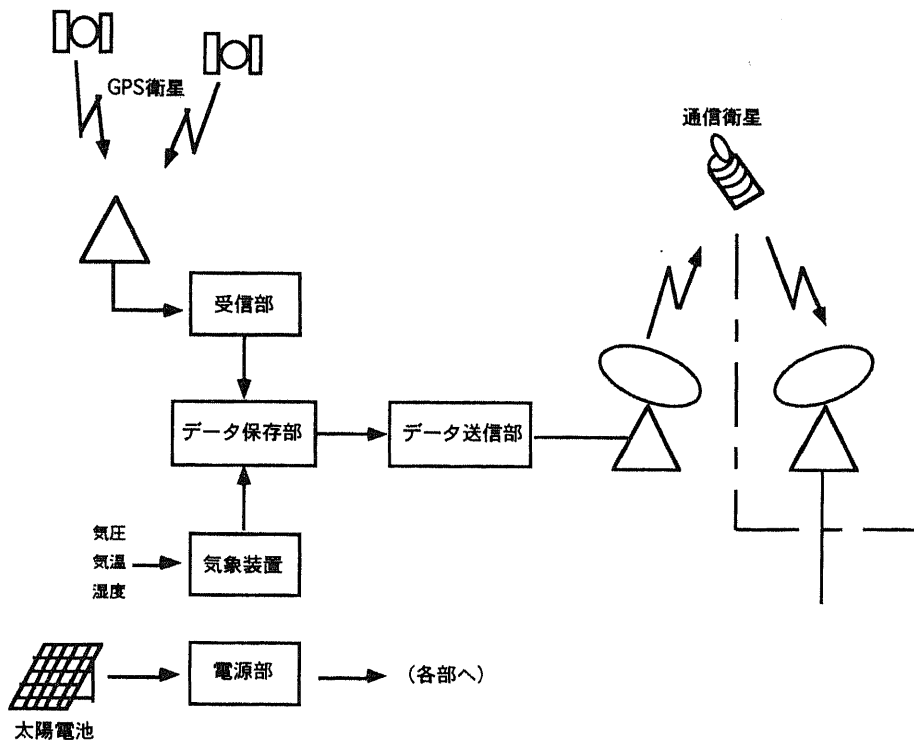 GPS衛星
通信衛星
受信部
データ保存部
データ送信部
気圧
気温
湿度
気象装置
電源部
(各部へ)
太陽電池